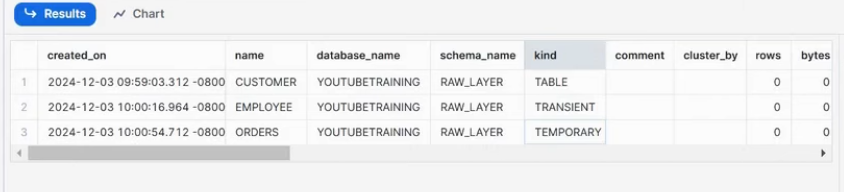 Results Chart
created_on name database_name schema_name kind comment cluster_by rows bytes
1 2024-12-03 09:59:03.312 -0800 CUSTOMER YOUTUBETRAINING RAW_LAYER TABLE 0 0
2 2024-12-03 10:00:16.964 -0800 EMPLOYEE YOUTUBETRAINING RAW_LAYER TRANSIENT 0 0
3 2024-12-03 10:00:54.712 -0800 ORDERS YOUTUBETRAINING RAW_LAYER TEMPORARY 0 0